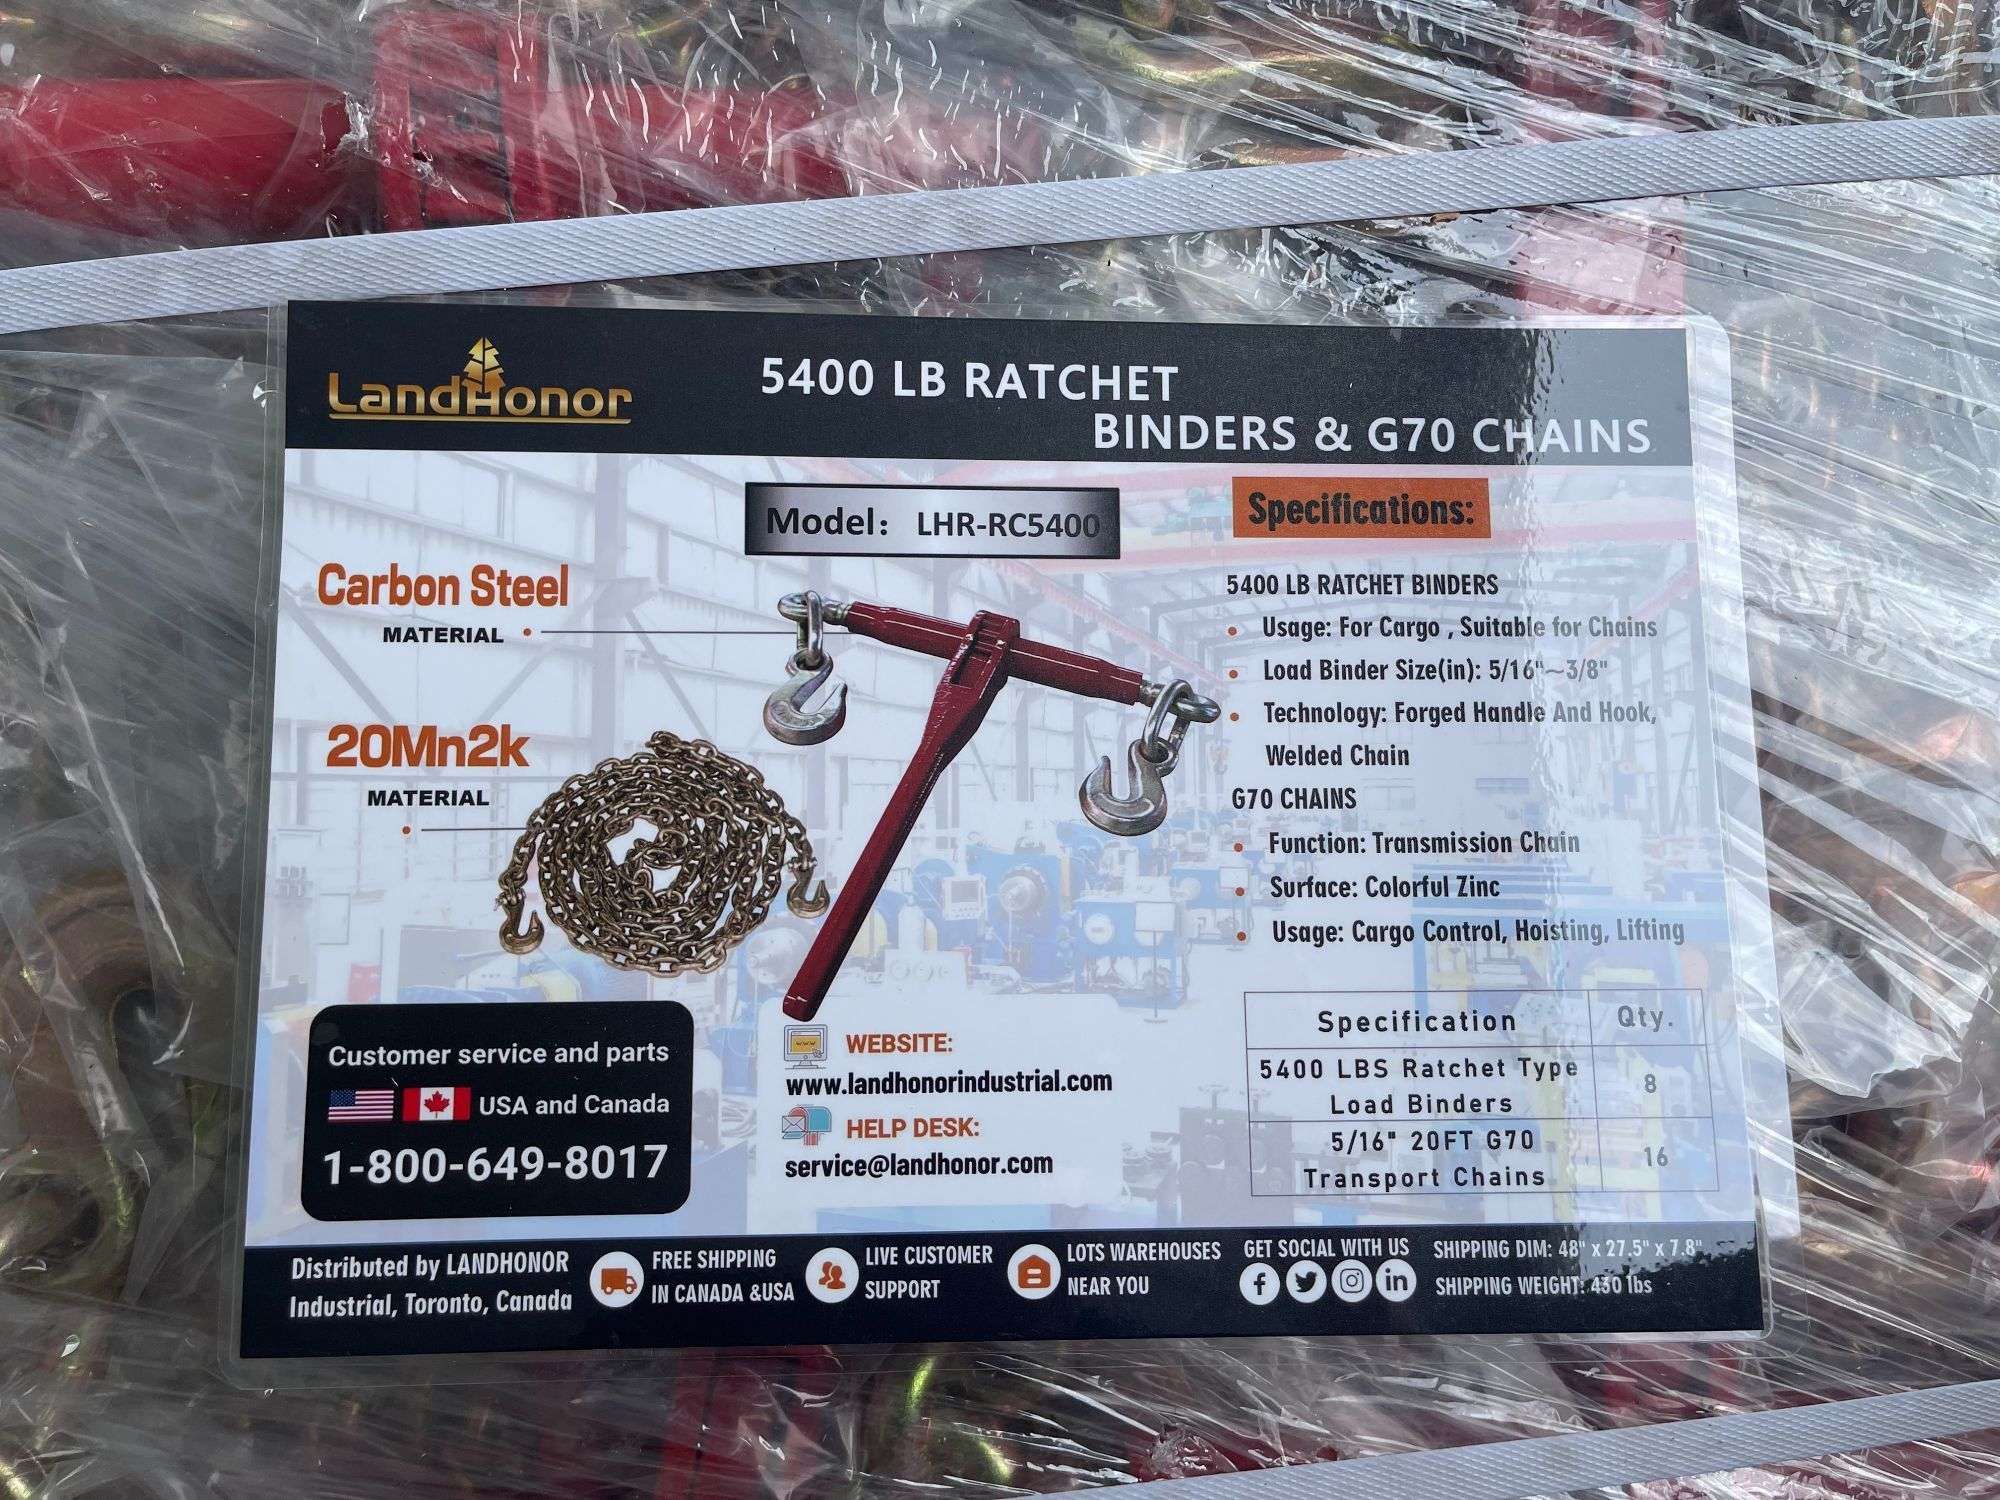 LandHonor
5400 LB RATCHET
BINDERS & G70 CHAINS
Model: LHR-RC5400
Specifications:
Carbon Steel
MATERIAL
20Mn2k
MATERIAL
5400 LB RATCHET BINDERS
• Usage: For Cargo , Suitable for Chains
• Load Binder Size(in): 5/16"~3/8"
• Technology: Forged Handle And Hook,
Welded Chain
G70 CHAINS
• Function: Transmission Chain
• Surface: Colorful Zinc
• Usage: Cargo Control, Hoisting, Lifting
Specification Qty.
5400 LBS Ratchet Type
Load Binders
8
5/16" 20FT G70
Transport Chains
16
Customer service and parts
USA and Canada
1-800-649-8017
WEBSITE:
www.landhonorindustrial.com
HELP DESK:
service@landhonor.com
Distributed by LANDHONOR
Industrial, Toronto, Canada
FREE SHIPPING
IN CANADA &USA
LIVE CUSTOMER
SUPPORT
LOTS WAREHOUSES
NEAR YOU
GET SOCIAL WITH US
SHIPPING DIM: 48" x 27.5" x 7.8"
SHIPPING WEIGHT: 430 lbs